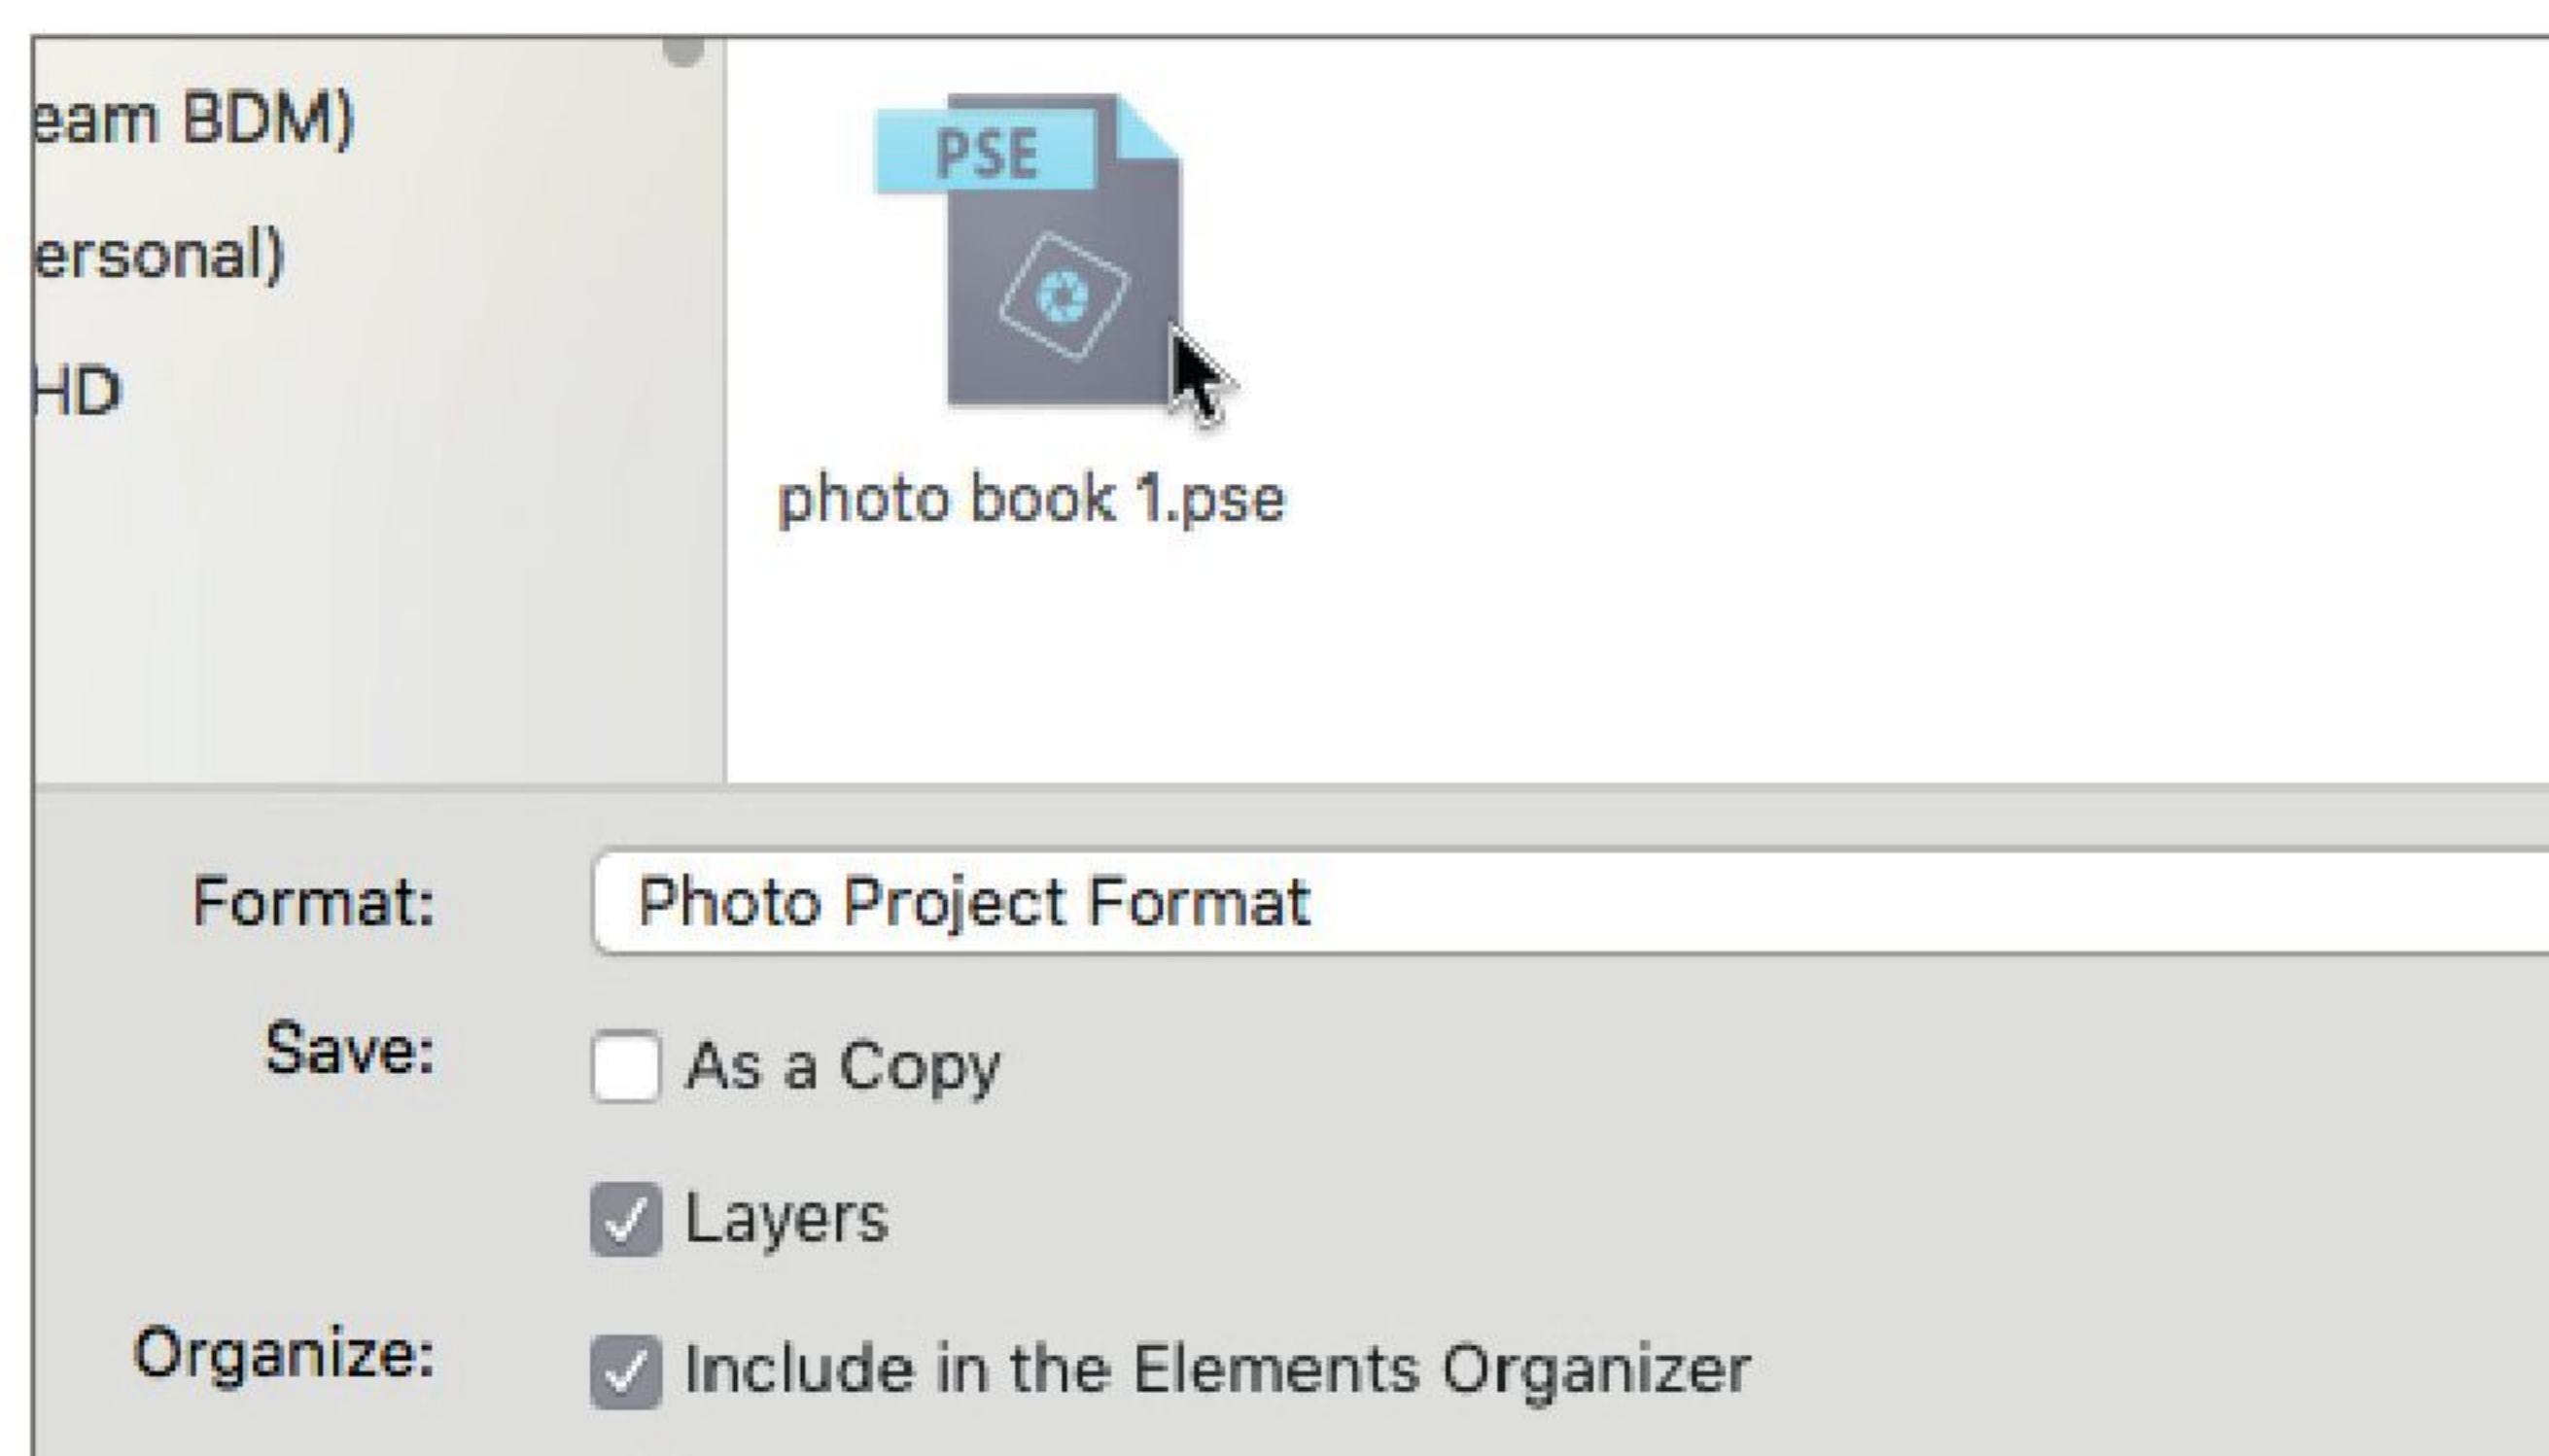 eam BDM)
ersonal)
HD
PSE
photo book 1.pse
Format: Photo Project Format
Save: As a Copy
Layers
Organize: Include in the Elements Organizer